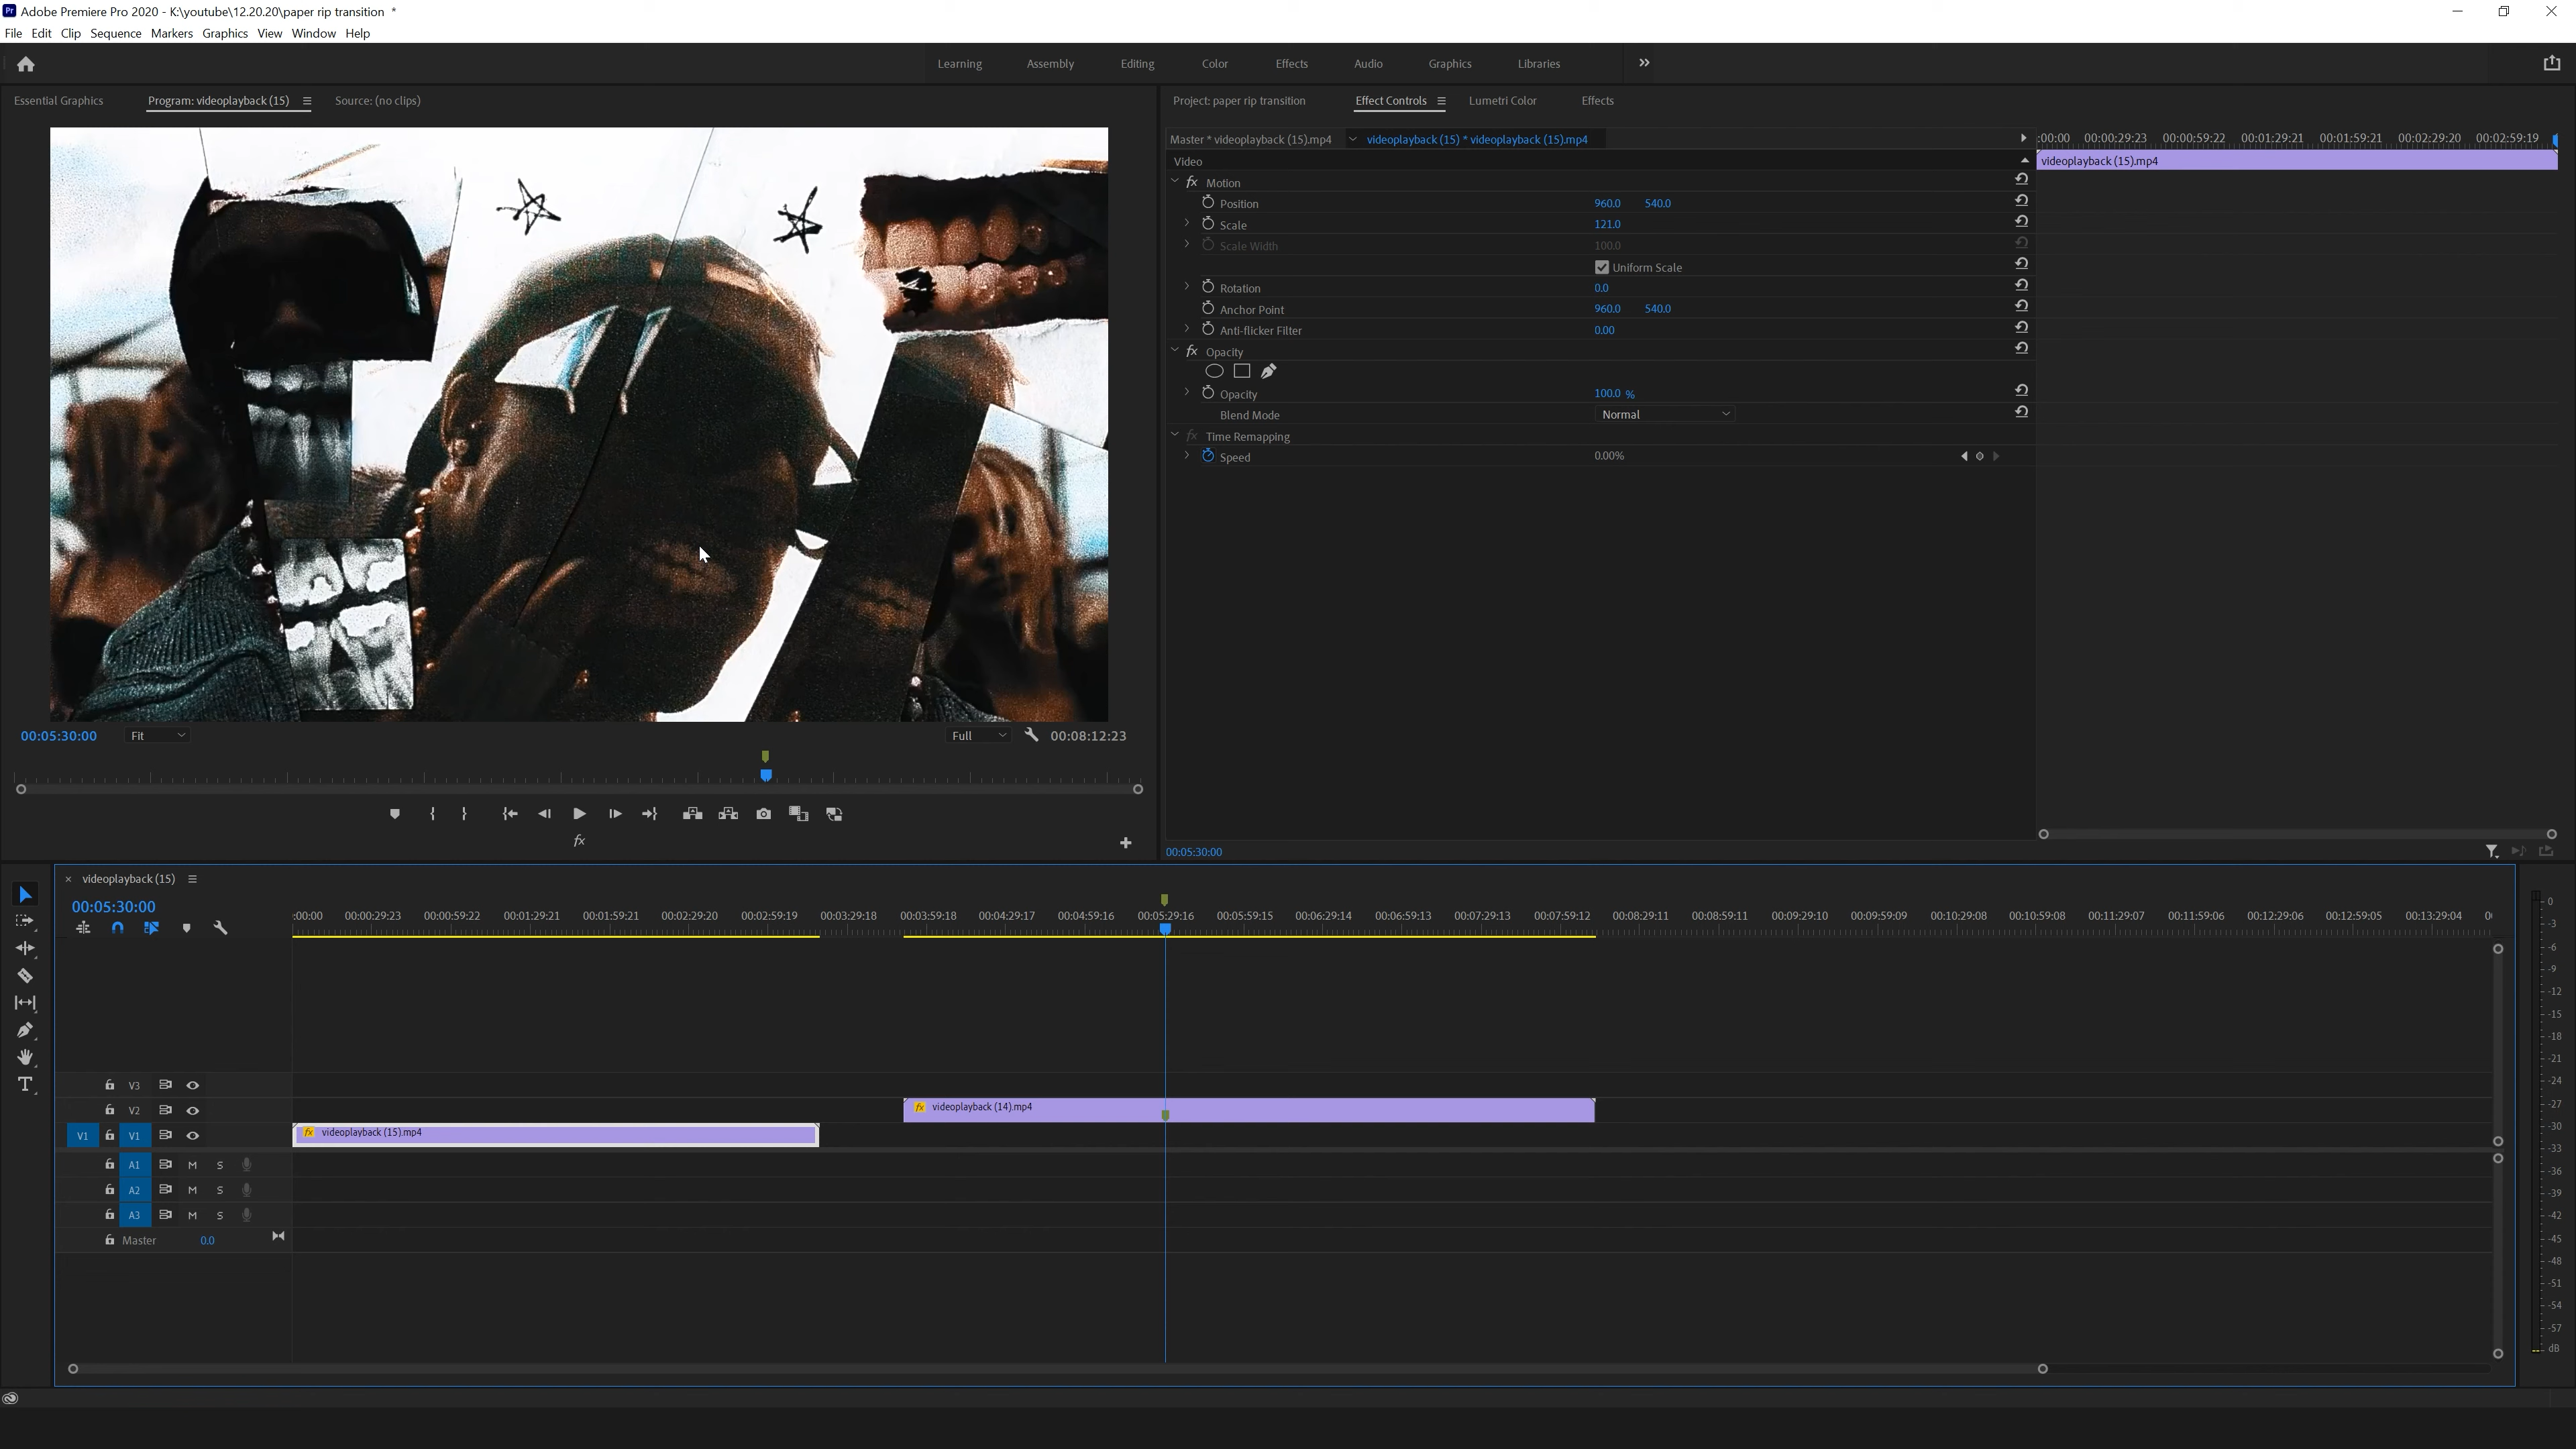 Pr Adobe Premiere Pro 2020 - K:\youtube\12.20.20\paper rip transition *
File Edit Clip Sequence Markers Graphics View Window Help
Learning Assembly Editing Color Effects Audio Graphics Libraries
Essential Graphics Program: videoplayback (15) Source: (no clips)
Project: paper rip transition Effect Controls Lumetri Color Effects
Master * videoplayback (15).mp4 videoplayback (15) * videoplayback (15).mp4
:00:00 00:00:29:23 00:00:59:22 00:01:29:21 00:01:59:21 00:02:29:20 00:02:59:19
Video
videoplayback (15).mp4
fx Motion
Position 960.0 540.0
Scale 121.0
Scale Width 100.0
Uniform Scale
Rotation 0.0
Anchor Point 960.0 540.0
Anti-flicker Filter 0.00
fx Opacity
Opacity 100.0 %
Blend Mode Normal
fx Time Remapping
Speed 0.00%
00:05:30:00 Fit Full 00:08:12:23
fx
00:05:30:00
videoplayback (15)
00:05:30:00
:00:00 00:00:29:23 00:00:59:22 00:01:29:21 00:01:59:21 00:02:29:20 00:02:59:19 00:03:29:18 00:03:59:18 00:04:29:17 00:04:59:16 00:05:29:16 00:05:59:15 00:06:29:14 00:06:59:13 00:07:29:13 00:07:59:12 00:08:29:11 00:08:59:11 00:09:29:10 00:09:59:09 00:10:29:08 00:10:59:08 00:11:29:07 00:11:59:06 00:12:29:06 00:12:59:05 00:13:29:04
V3
V2 fx videoplayback (14).mp4
V1 V1 fx videoplayback (15).mp4
A1 M S
A2 M S
A3 M S
Master 0.0
0
-3
-6
-9
-12
-15
-18
-21
-24
-27
-30
-33
-36
-39
-42
-45
-48
-51
-54
-57
dB